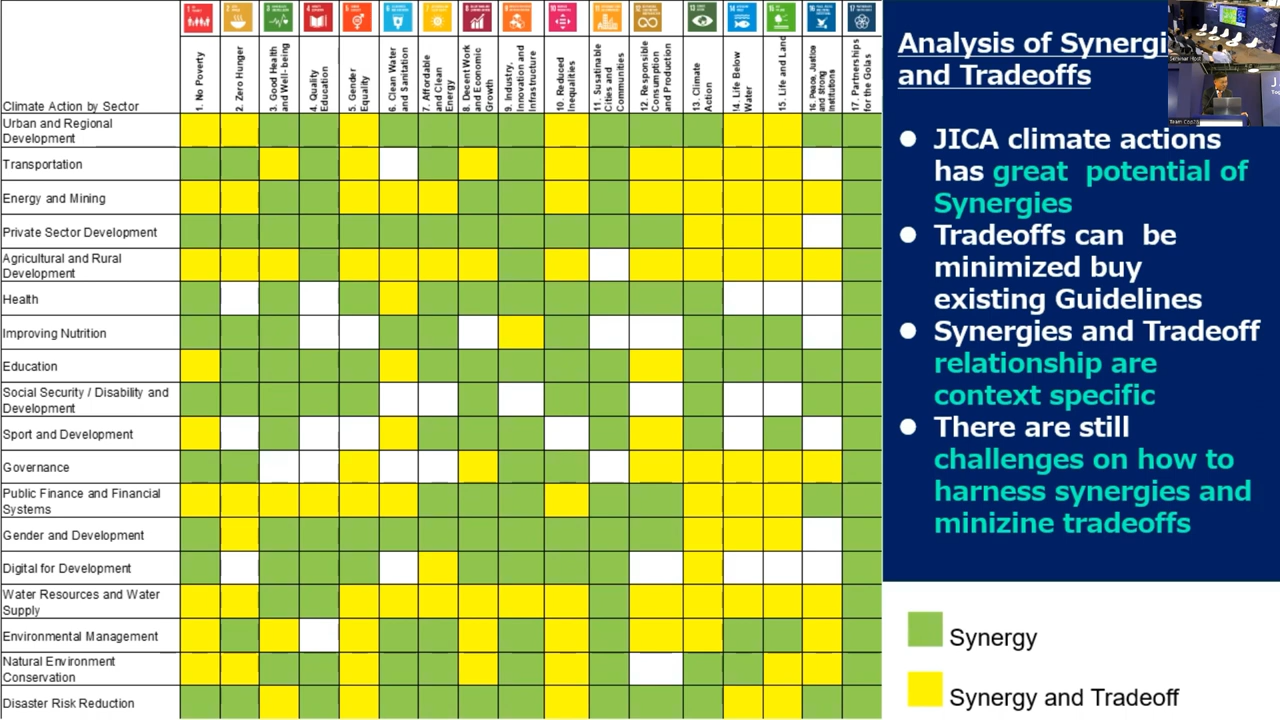 Climate Action by Sector
1. No Poverty
2. Zero Hunger
3. Good Health
and Well-being
4. Quality
Education
5. Gender
Equality
6. Clean Water
and Sanitation
7. Affordable
and Clean
Energy
8. Decent Work
and Economic
Growth
9. Industry,
Innovation and
Infrastructure
10. Reduced
Inequalities
11. Sustainable
Cities and
Communities
12. Responsible
Consumption
and Production
13. Climate
Action
14. Life Below
Water
15. Life and Land
16. Peace, Justice
and Strong
Institutions
17. Partnerships
for the Golas
Urban and Regional
Development
Transportation
Energy and Mining
Private Sector Development
Agricultural and Rural
Development
Health
Improving Nutrition
Education
Social Security / Disability and
Development
Sport and Development
Governance
Public Finance and Financial
Systems
Gender and Development
Digital for Development
Water Resources and Water
Supply
Environmental Management
Natural Environment
Conservation
Disaster Risk Reduction
Analysis of Synergi
and Tradeoffs
● JICA climate actions
has great potential of
Synergies
● Tradeoffs can be
minimized buy
existing Guidelines
● Synergies and Tradeoff
relationship are
context specific
● There are still
challenges on how to
harness synergies and
minizine tradeoffs
Synergy
Synergy and Tradeoff
Seminar Host